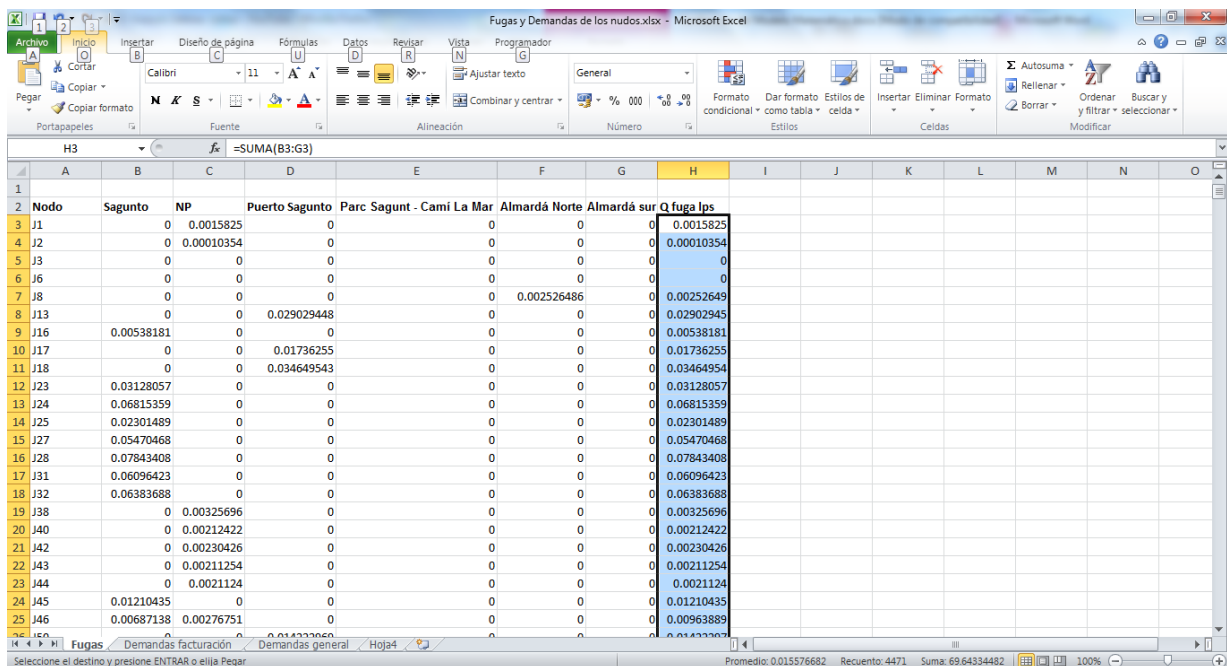 Fugas y Demandas de los nudos.xlsx - Microsoft Excel
1 2 3
Archivo Inicio Insertar Diseño de página Fórmulas Datos Revisar Vista Programador
A O B C U D R N G
Cortar
Copiar
Copiar formato
Pegar
Calibri 11
N K S
Ajustar texto
Combinar y centrar
General
% 000
Formato condicional
Dar formato como tabla
Estilos de celda
Insertar Eliminar Formato
Σ Autosuma
Rellenar
Borrar
Ordenar y filtrar
Buscar y seleccionar
Portapapeles Fuente Alineación Número Estilos Celdas Modificar
H3 fx =SUMA(B3:G3)
A B C D E F G H I J K L M N O
1
2 Nodo Sagunto NP Puerto Sagunto Parc Sagunt - Camí La Mar Almardá Norte Almardá sur Q fuga lps
3 J1 0 0.0015825 0 0 0 0 0.0015825
4 J2 0 0.00010354 0 0 0 0 0.00010354
5 J3 0 0 0 0 0 0 0
6 J6 0 0 0 0 0 0 0
7 J8 0 0 0 0 0.002526486 0 0.00252649
8 J13 0 0 0.029029448 0 0 0 0.02902945
9 J16 0.00538181 0 0 0 0 0 0.00538181
10 J17 0 0 0.01736255 0 0 0 0.01736255
11 J18 0 0 0.034649543 0 0 0 0.03464954
12 J23 0.03128057 0 0 0 0 0 0.03128057
13 J24 0.06815359 0 0 0 0 0 0.06815359
14 J25 0.02301489 0 0 0 0 0 0.02301489
15 J27 0.05470468 0 0 0 0 0 0.05470468
16 J28 0.07843408 0 0 0 0 0 0.07843408
17 J31 0.06096423 0 0 0 0 0 0.06096423
18 J32 0.06383688 0 0 0 0 0 0.06383688
19 J38 0 0.00325696 0 0 0 0 0.00325696
20 J40 0 0.00212422 0 0 0 0 0.00212422
21 J42 0 0.00230426 0 0 0 0 0.00230426
22 J43 0 0.00211254 0 0 0 0 0.00211254
23 J44 0 0.0021124 0 0 0 0 0.0021124
24 J45 0.01210435 0 0 0 0 0 0.01210435
25 J46 0.00687138 0.00276751 0 0 0 0 0.00963889
Fugas Demandas facturación Demandas general Hoja4
Seleccione el destino y presione ENTRAR o elija Pegar Promedio: 0.015576682 Recuento: 4471 Suma: 69.64334482 100%